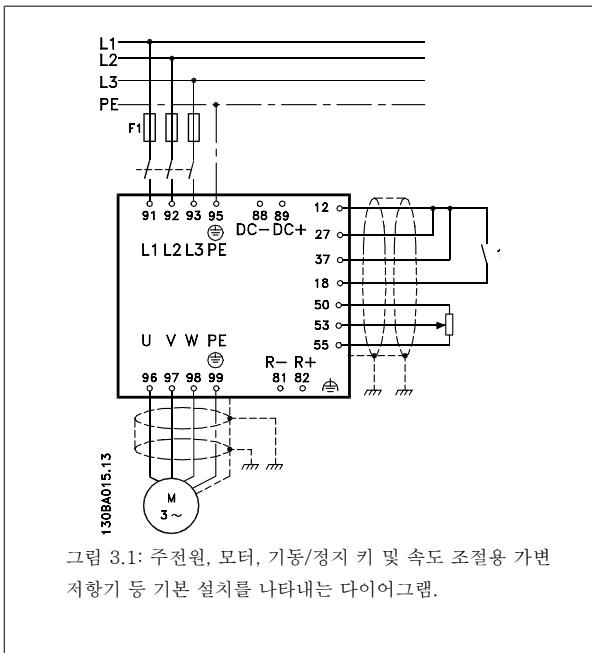 L1
L2
L3
PE
F1
91 92 93 95 88 89 12
DC- DC+
L1 L2 L3 PE
27
37
18
50
53
55
U V W PE
R- R+
96 97 98 99 81 82
M
3~
130BA015.13
그림 3.1: 주전원, 모터, 기동/정지 키 및 속도 조절용 가변
저항기 등 기본 설치를 나타내는 다이어그램.